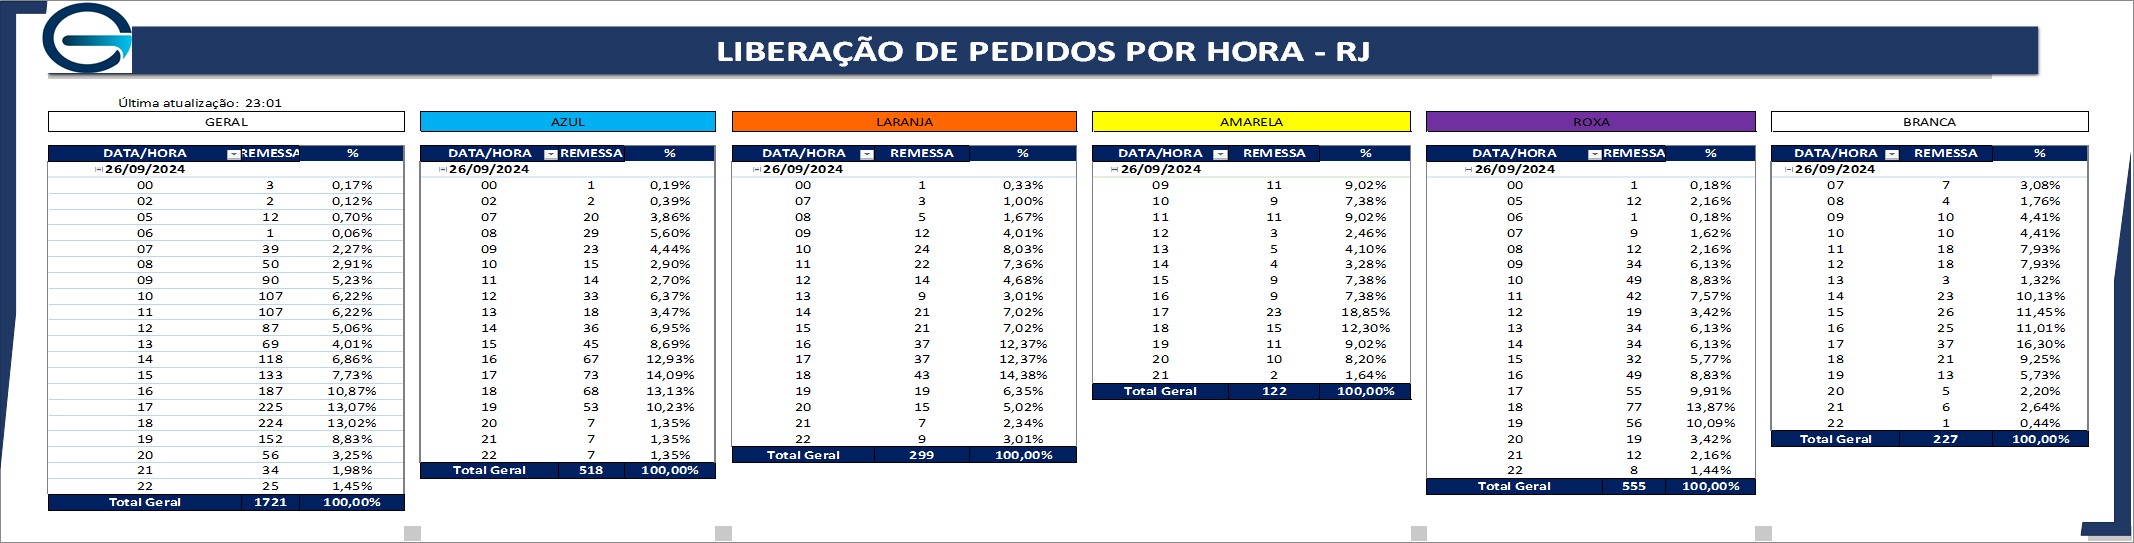 LIBERAÇÃO DE PEDIDOS POR HORA - RJ
Última atualização: 23:01
GERAL
DATA/HORA REMESSA %
26/09/2024
00 3 0,17%
02 2 0,12%
05 12 0,70%
06 1 0,06%
07 39 2,27%
08 50 2,91%
09 90 5,23%
10 107 6,22%
11 107 6,22%
12 87 5,06%
13 69 4,01%
14 118 6,86%
15 133 7,73%
16 187 10,87%
17 225 13,07%
18 224 13,02%
19 152 8,83%
20 56 3,25%
21 34 1,98%
22 25 1,45%
Total Geral 1721 100,00%
AZUL
DATA/HORA REMESSA %
26/09/2024
00 1 0,19%
02 2 0,39%
07 20 3,86%
08 29 5,60%
09 23 4,44%
10 15 2,90%
11 14 2,70%
12 33 6,37%
13 18 3,47%
14 36 6,95%
15 45 8,69%
16 67 12,93%
17 73 14,09%
18 68 13,13%
19 53 10,23%
20 7 1,35%
21 7 1,35%
22 7 1,35%
Total Geral 518 100,00%
LARANJA
DATA/HORA REMESSA %
26/09/2024
00 1 0,33%
07 3 1,00%
08 5 1,67%
09 12 4,01%
10 24 8,03%
11 22 7,36%
12 14 4,68%
13 9 3,01%
14 21 7,02%
15 21 7,02%
16 37 12,37%
17 37 12,37%
18 43 14,38%
19 19 6,35%
20 15 5,02%
21 7 2,34%
22 9 3,01%
Total Geral 299 100,00%
AMARELA
DATA/HORA REMESSA %
26/09/2024
09 11 9,02%
10 9 7,38%
11 11 9,02%
12 3 2,46%
13 5 4,10%
14 4 3,28%
15 9 7,38%
16 9 7,38%
17 23 18,85%
18 15 12,30%
19 11 9,02%
20 10 8,20%
21 2 1,64%
Total Geral 122 100,00%
ROXA
DATA/HORA REMESSA %
26/09/2024
00 1 0,18%
05 12 2,16%
06 1 0,18%
07 9 1,62%
08 12 2,16%
09 34 6,13%
10 49 8,83%
11 42 7,57%
12 19 3,42%
13 34 6,13%
14 34 6,13%
15 32 5,77%
16 49 8,83%
17 55 9,91%
18 77 13,87%
19 56 10,09%
20 19 3,42%
21 12 2,16%
22 8 1,44%
Total Geral 555 100,00%
BRANCA
DATA/HORA REMESSA %
26/09/2024
07 7 3,08%
08 4 1,76%
09 10 4,41%
10 10 4,41%
11 18 7,93%
12 18 7,93%
13 3 1,32%
14 23 10,13%
15 26 11,45%
16 25 11,01%
17 37 16,30%
18 21 9,25%
19 13 5,73%
20 5 2,20%
21 6 2,64%
22 1 0,44%
Total Geral 227 100,00%